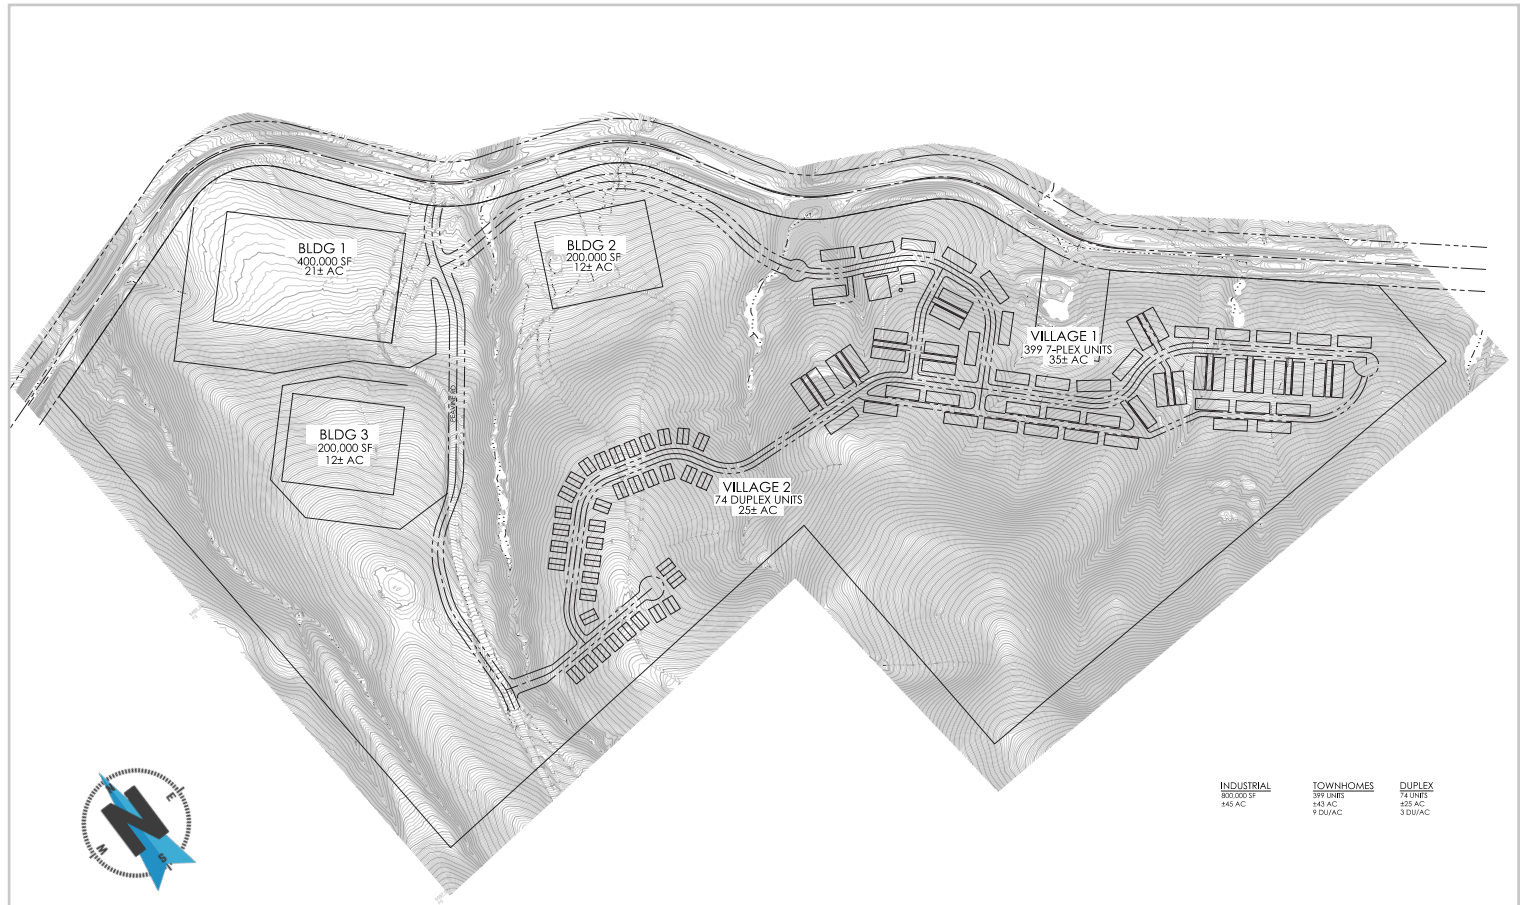 BLDG 1
400,000 SF
21± AC
BLDG 2
200,000 SF
12± AC
BLDG 3
200,000 SF
12± AC
VILLAGE 1
399 7-PLEX UNITS
35± AC
VILLAGE 2
74 DUPLEX UNITS
25± AC
INDUSTRIAL
800,000 SF
±45 AC
TOWNHOMES
399 UNITS
±43 AC
9 DU/AC
DUPLEX
74 UNITS
±25 AC
3 DU/AC
N
E
S
W